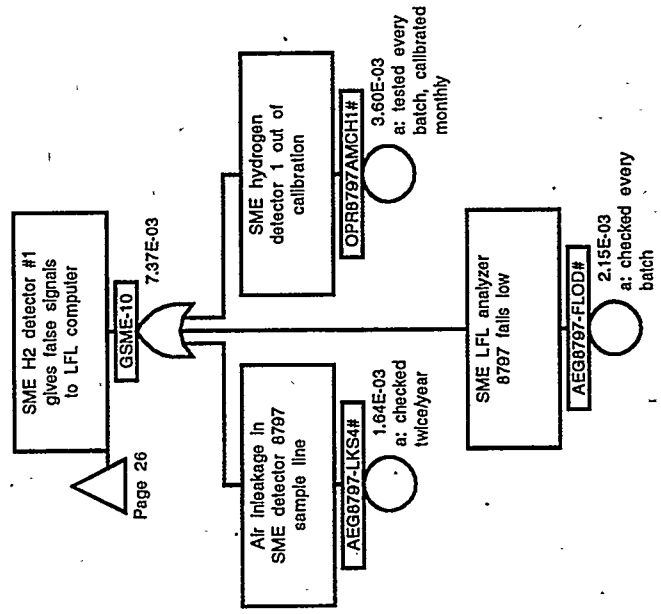 SME H2 detector #1
gives false signals
to LFL computer
Page 26
GSME-10
7.37E-03
Air inleakage in
SME detector 8797
sample line
AEG8797-LKS4#
1.64E-03
a: checked
twice/year
SME LFL analyzer
8797 fails low
AEG8797-FLOD#
2.15E-03
a: checked every
batch
SME hydrogen
detector 1 out of
calibration
OPR8797AMCH1#
3.60E-03
a: tested every
batch, calibrated
monthly